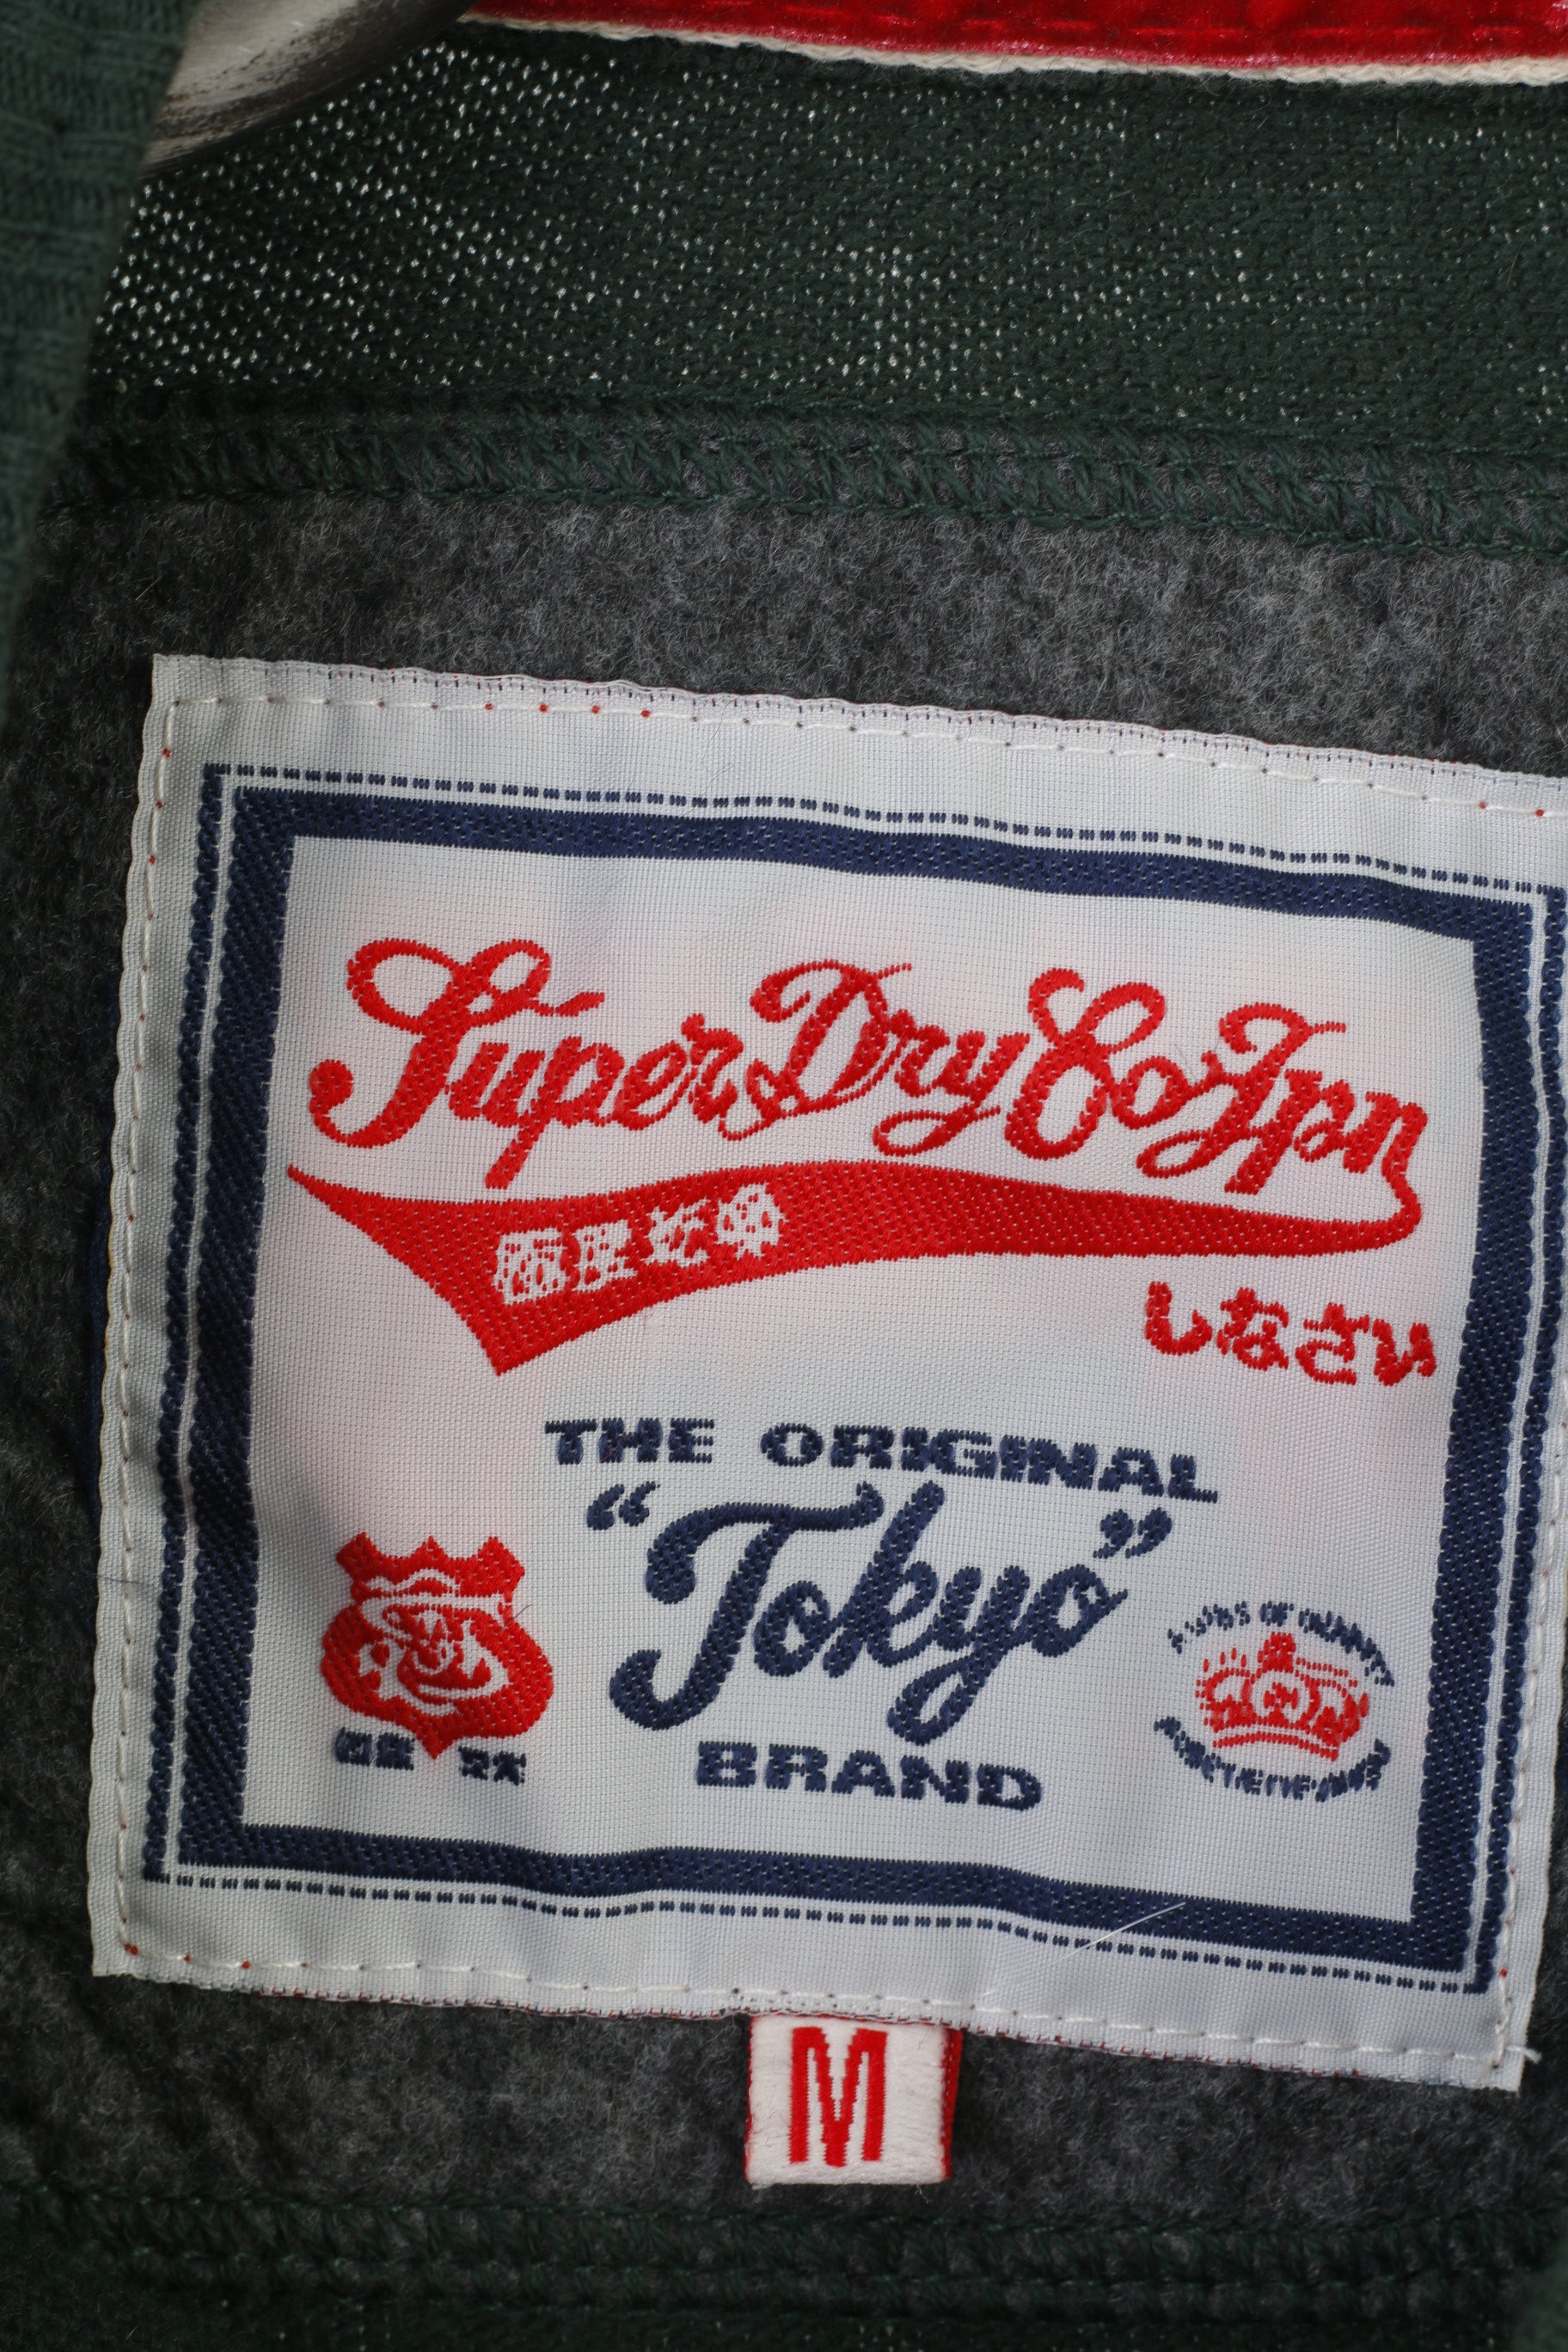 SuperDry Co Jpn
しなさい
THE ORIGINAL
“Tokyo”
BRAND
M